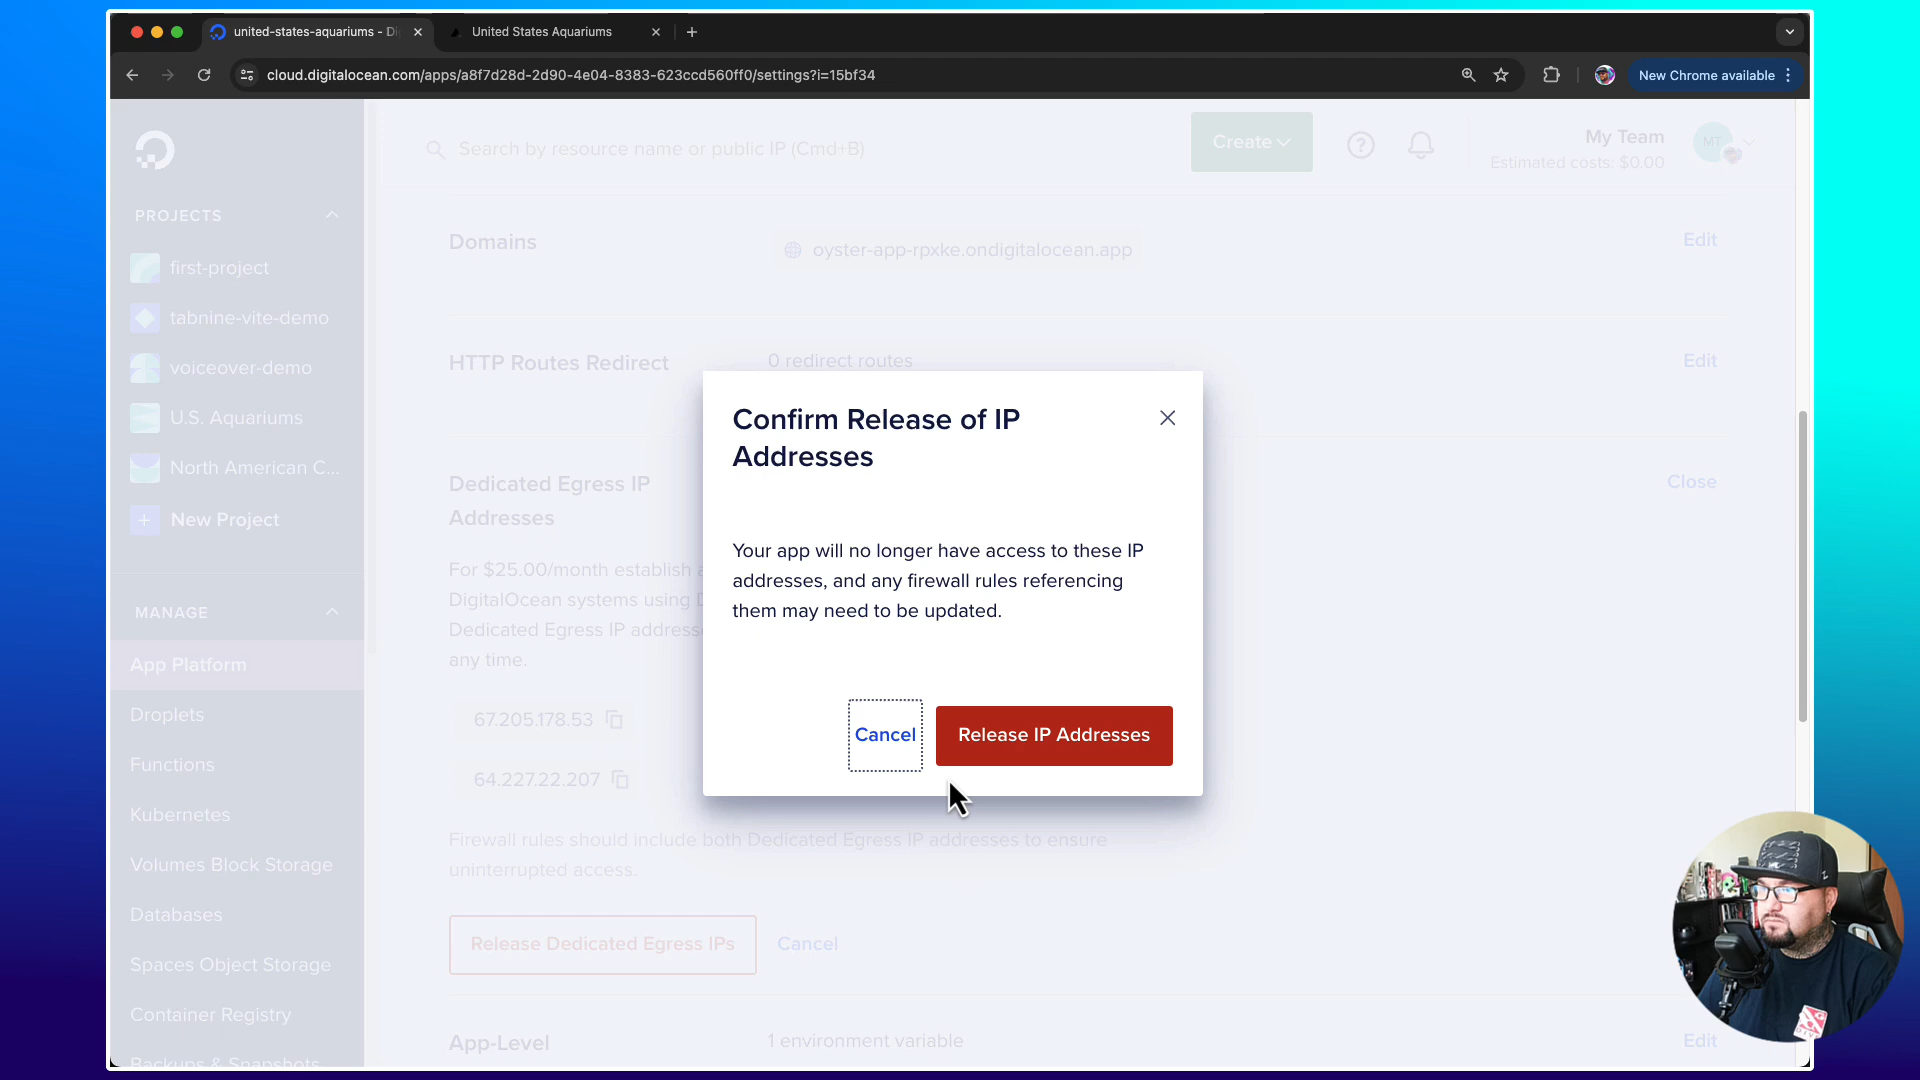 united-states-aquariums - Di
United States Aquariums
cloud.digitalocean.com/apps/a8f7d28d-2d90-4e04-8383-623ccd560ff0/settings?i=15bf34
New Chrome available
Search by resource name or public IP (Cmd+B)
Create
My Team
Estimated costs: $0.00
MT
PROJECTS
first-project
tabnine-vite-demo
voiceover-demo
U.S. Aquariums
North American C...
New Project
MANAGE
App Platform
Droplets
Functions
Kubernetes
Volumes Block Storage
Databases
Spaces Object Storage
Container Registry
Backups & Snapshots
Domains
oyster-app-rpxke.ondigitalocean.app
Edit
HTTP Routes Redirect
0 redirect routes
Edit
Dedicated Egress IP
Addresses
Close
For $25.00/month establish
DigitalOcean systems using
Dedicated Egress IP
any time.
67.205.178.53
64.227.22.207
Firewall rules should include both Dedicated Egress IP addresses to ensure
uninterrupted access.
Release Dedicated Egress IPs
Cancel
App-Level
1 environment variable
Edit
Confirm Release of IP
Addresses
Your app will no longer have access to these IP
addresses, and any firewall rules referencing
them may need to be updated.
Cancel
Release IP Addresses